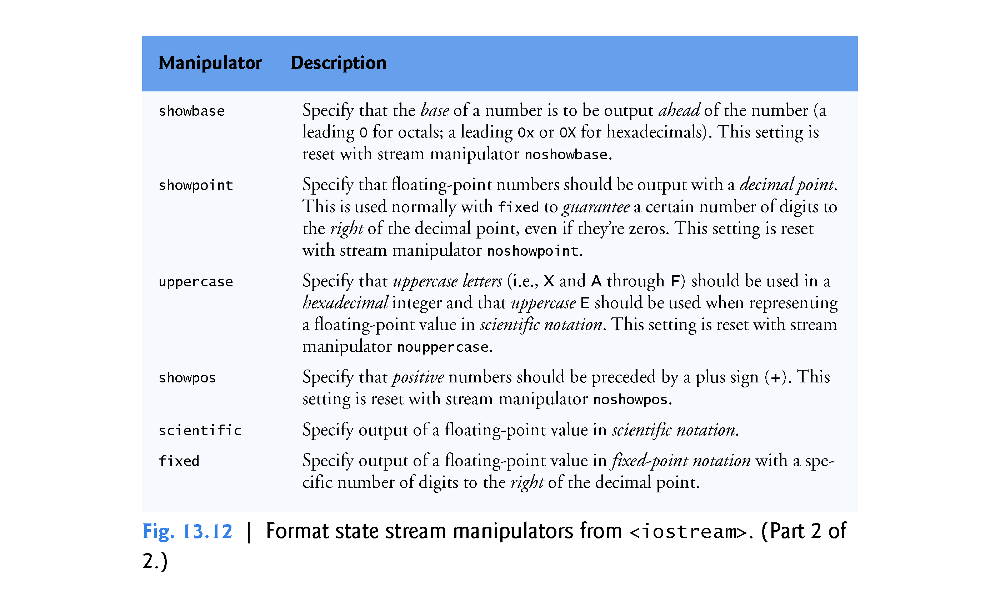 Manipulator Description
showbase Specify that the base of a number is to be output ahead of the number (a
leading 0 for octals; a leading 0x or 0X for hexadecimals). This setting is
reset with stream manipulator noshowbase.
showpoint Specify that floating-point numbers should be output with a decimal point.
This is used normally with fixed to guarantee a certain number of digits to
the right of the decimal point, even if they’re zeros. This setting is reset
with stream manipulator noshowpoint.
uppercase Specify that uppercase letters (i.e., X and A through F) should be used in a
hexadecimal integer and that uppercase E should be used when representing
a floating-point value in scientific notation. This setting is reset with stream
manipulator nouppercase.
showpos Specify that positive numbers should be preceded by a plus sign (+). This
setting is reset with stream manipulator noshowpos.
scientific Specify output of a floating-point value in scientific notation.
fixed Specify output of a floating-point value in fixed-point notation with a spe-
cific number of digits to the right of the decimal point.
Fig. 13.12 | Format state stream manipulators from <iostream>. (Part 2 of
2.)